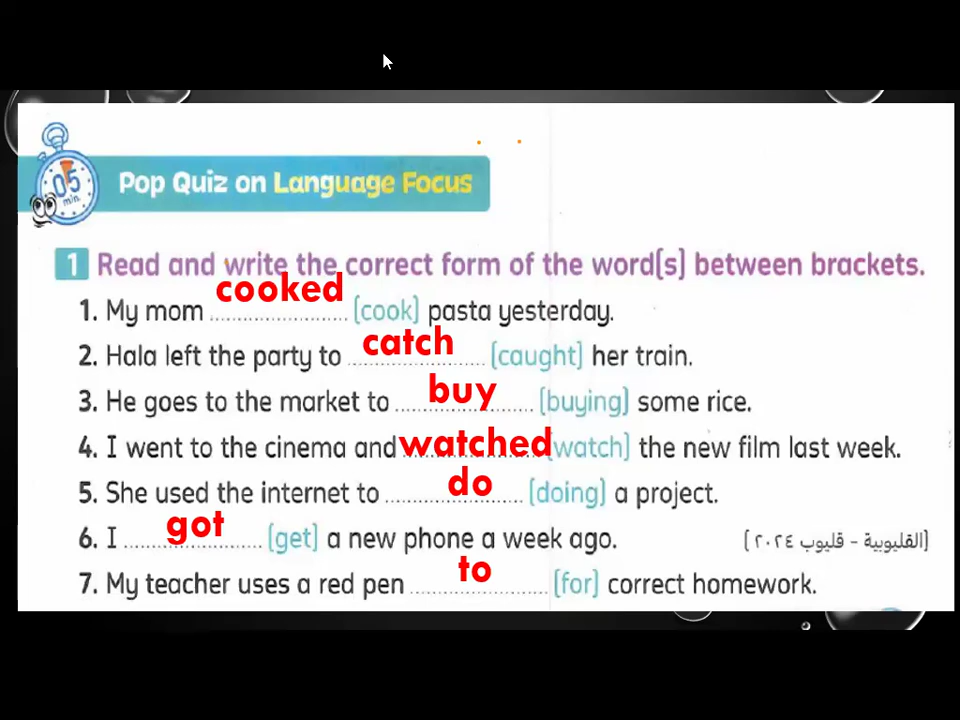 05 min.
Pop Quiz on Language Focus
1 Read and write the correct form of the word(s) between brackets.
1. My mom cooked [cook] pasta yesterday.
2. Hala left the party to catch [caught] her train.
3. He goes to the market to buy [buying] some rice.
4. I went to the cinema and watched [watch] the new film last week.
5. She used the internet to do [doing] a project.
6. I got [get] a new phone a week ago. (القليوبية - قليوب ٢٠٢٤)
7. My teacher uses a red pen to [for] correct homework.